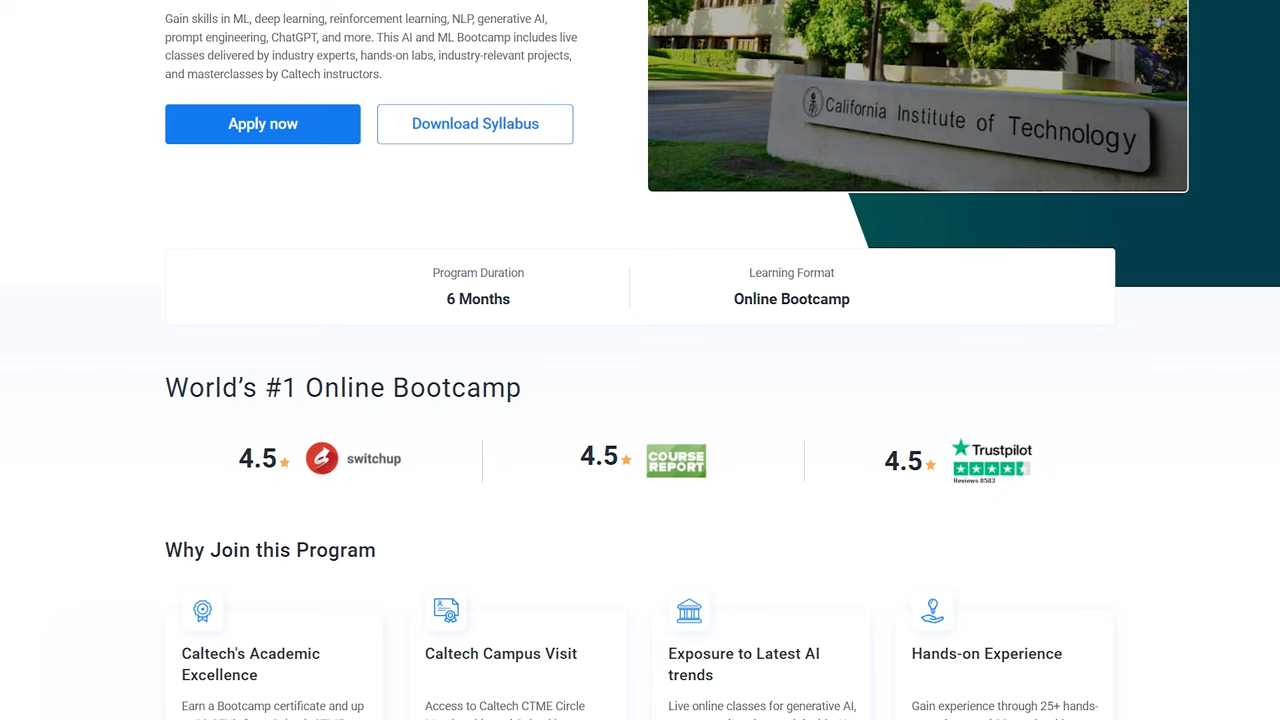 Gain skills in ML, deep learning, reinforcement learning, NLP, generative AI,
prompt engineering, ChatGPT, and more. This AI and ML Bootcamp includes live
classes delivered by industry experts, hands-on labs, industry-relevant projects,
and masterclasses by Caltech instructors.
Apply now
Download Syllabus
California Institute of Technology
Program Duration
6 Months
Learning Format
Online Bootcamp
World’s #1 Online Bootcamp
4.5
switchup
4.5
COURSE
REPORT
4.5
Trustpilot
Reviews 8583
Why Join this Program
Caltech's Academic
Excellence
Earn a Bootcamp certificate and up
Caltech Campus Visit
Access to Caltech CTME Circle
Exposure to Latest AI
trends
Live online classes for generative AI,
Hands-on Experience
Gain experience through 25+ hands-